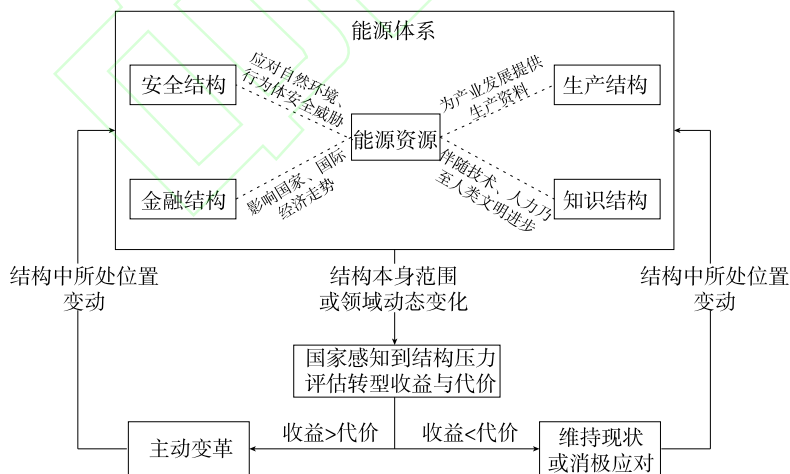 能源体系
安全结构
应对自然环境、
行为体安全威胁
为产业发展提供
生产资料
生产结构
能源资源
金融结构
影响国家、国际
经济走势
伴随技术、人力乃
至人类文明进步
知识结构
结构中所处位置
变动
结构本身范围
或领域动态变化
结构中所处位置
变动
国家感知到结构压力
评估转型收益与代价
主动变革
收益>代价
收益<代价
维持现状
或消极应对